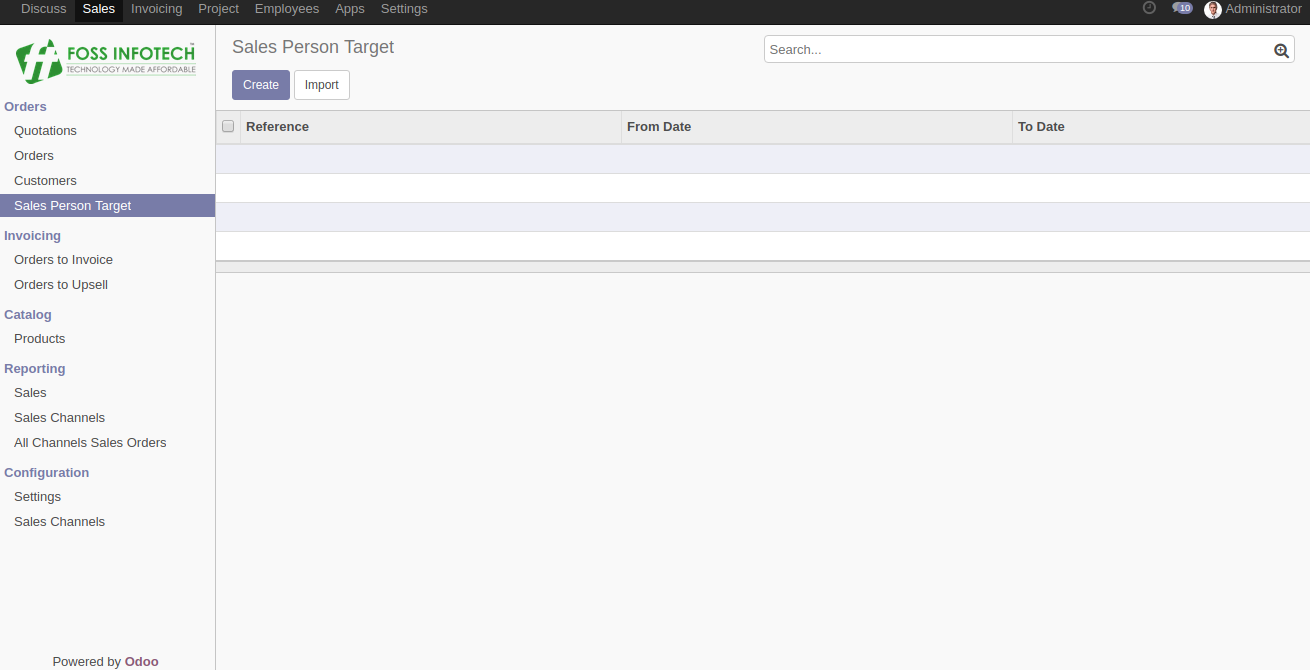 Discuss Sales Invoicing Project Employees Apps Settings 10 Administrator
FOSS INFOTECH™
TECHNOLOGY MADE AFFORDABLE
Orders
Quotations
Orders
Customers
Sales Person Target
Invoicing
Orders to Invoice
Orders to Upsell
Catalog
Products
Reporting
Sales
Sales Channels
All Channels Sales Orders
Configuration
Settings
Sales Channels
Powered by Odoo
Sales Person Target
Search...
Create Import
Reference From Date To Date